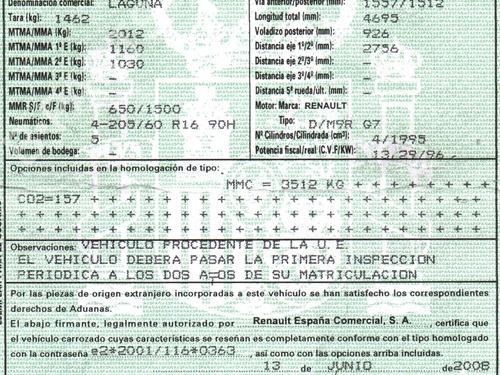 Denominación comercial: LAGUNA
Tara (kg): 1462
MTMA/MMA (Kg) 2012
MTMA/MMA 1º E (kg) 1160
MTMA/MMA 2º E (kg) 1030
MTMA/MMA 3º E (kg) –
MTMA/MMA 4º E (kg) –
MMR S/F. c/F (kg) 650/1500
Neumáticos: 4-205/60 R16 90H
Nº de asientos: 5
Volumen de bodega: –
Vía anterior/posterior (mm): 1557/1512
Longitud total (mm): 4695
Voladizo posterior (mm): 926
Distancia eje 1º/2º (mm): 2756
Distancia eje 2º/3º (mm): –
Distancia eje 3º/4º (mm): –
Distancia 5ª rueda/últ. (mm): –
Motor: Marca: RENAULT
Tipo: D/M9R G7
Nº Cilindros/Cilindrada (cm³): 4/1995
Potencia fiscal/real (C.V.F/KW): 13,29/96
Opciones incluidas en la homologación de tipo:
MMC = 3512 KG + + + + + + +
CO2=157 + + + + + + + + + + + + + + + + +
+ + + + + + + + + + + + + + + + + + + +
+ + + + + + + + + + + + + + + + + + + +
Observaciones: VEHICULO PROCEDENTE DE LA U.E.
EL VEHICULO DEBERA PASAR LA PRIMERA INSPECCION
PERIODICA A LOS DOS A¤OS DE SU MATRICULACION
Por las piezas de origen extranjero incorporadas a este vehículo se han satisfecho los correspondientes
derechos de Aduanas.
El abajo firmante, legalmente autorizado por Renault España Comercial, S. A. , certifica que
el vehículo carrozado cuyas características se reseñan es completamente conforme con el tipo homologado
con la contraseña e2*2001/116*0363 , así como con las opciones arriba incluidas.
13 de JUNIO de 2008